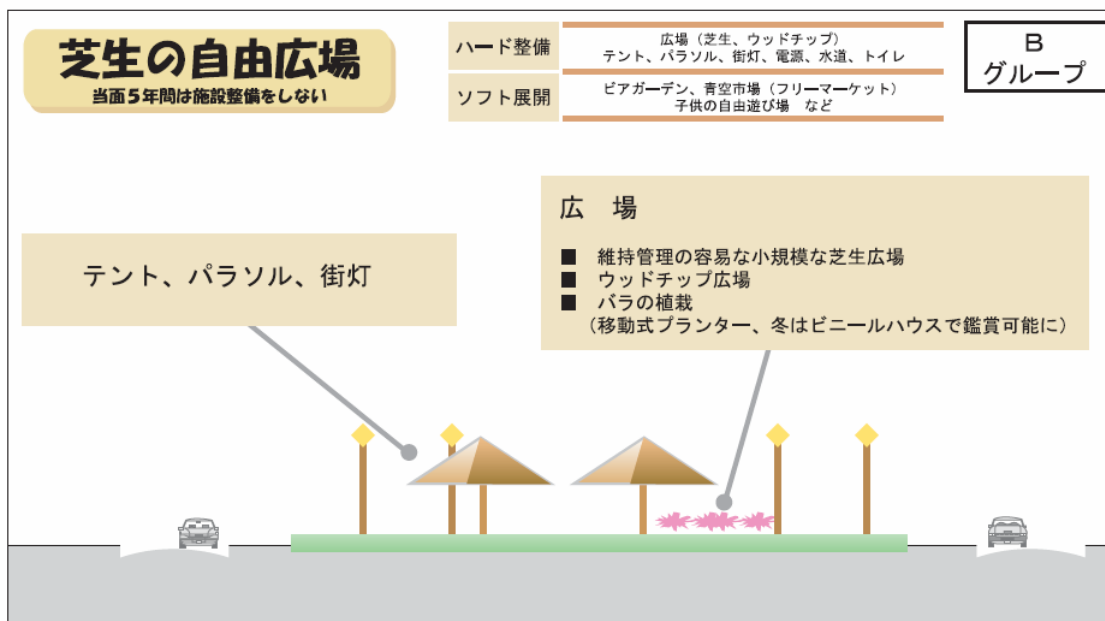 芝生の自由広場
当面5年間は施設整備をしない
ハード整備
広場（芝生、ウッドチップ）
テント、パラソル、街灯、電源、水道、トイレ
ソフト展開
ビアガーデン、青空市場（フリーマーケット）
子供の自由遊び場　など
B
グループ
広　場
■　維持管理の容易な小規模な芝生広場
■　ウッドチップ広場
■　バラの植栽
（移動式プランター、冬はビニールハウスで鑑賞可能に）
テント、パラソル、街灯